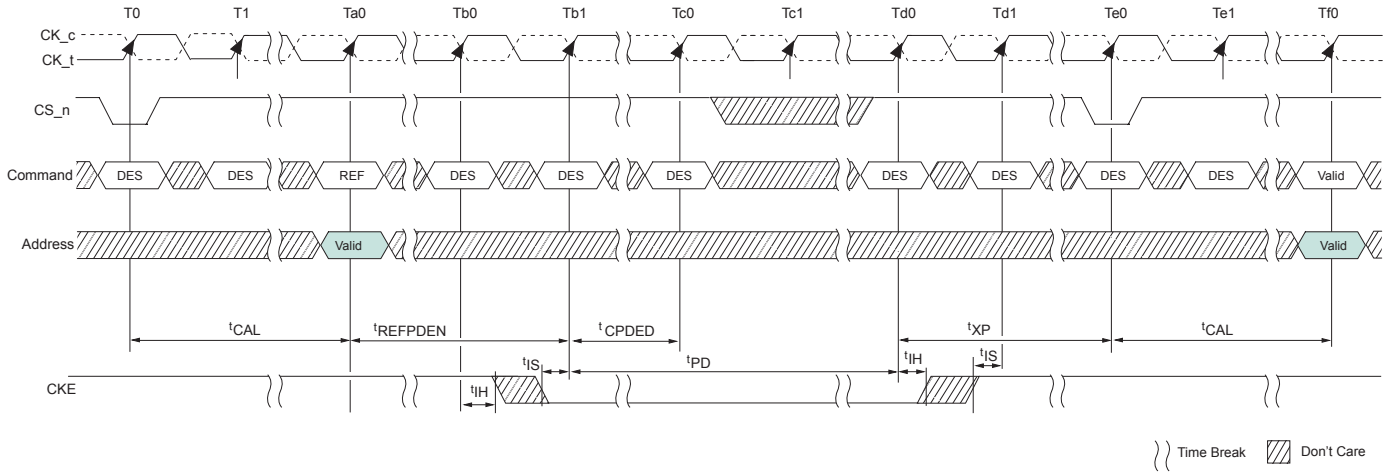 T0 T1 Ta0 Tb0 Tb1 Tc0 Tc1 Td0 Td1 Te0 Te1 Tf0
CK_c
CK_t
CS_n
Command DES DES REF DES DES DES DES DES DES DES Valid
Address Valid Valid
tCAL tREFPDEN tCPDED tXP tCAL
tIS tPD tIH tIS
CKE tIH
Time Break Don't Care